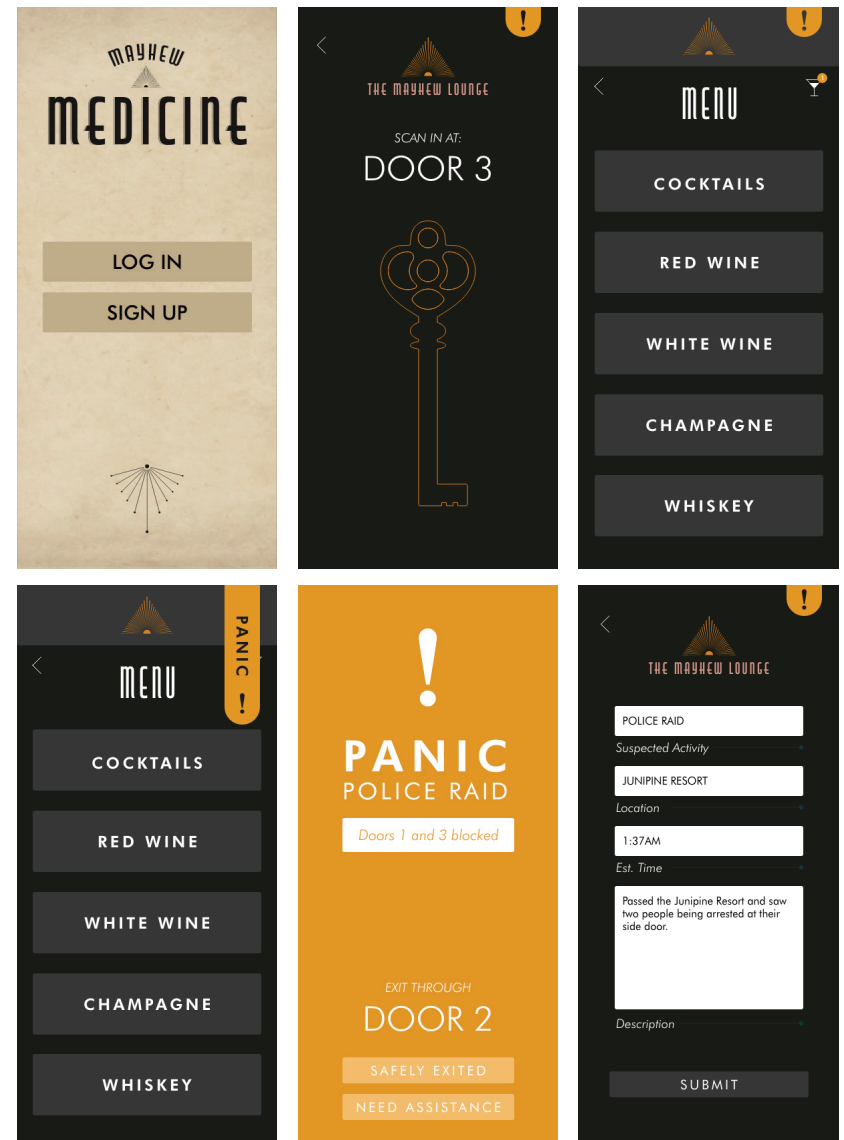 MAYHEW
MEDICINE
LOG IN
SIGN UP
!
THE MAYHEW LOUNGE
SCAN IN AT:
DOOR 3
!
1
MENU
COCKTAILS
RED WINE
WHITE WINE
CHAMPAGNE
WHISKEY
PANIC !
MENU
COCKTAILS
RED WINE
WHITE WINE
CHAMPAGNE
WHISKEY
!
PANIC
POLICE RAID
Doors 1 and 3 blocked
EXIT THROUGH
DOOR 2
SAFELY EXITED
NEED ASSISTANCE
!
THE MAYHEW LOUNGE
POLICE RAID
Suspected Activity
JUNIPINE RESORT
Location
1:37AM
Est. Time
Passed the Junipine Resort and saw
two people being arrested at their
side door.
Description
SUBMIT